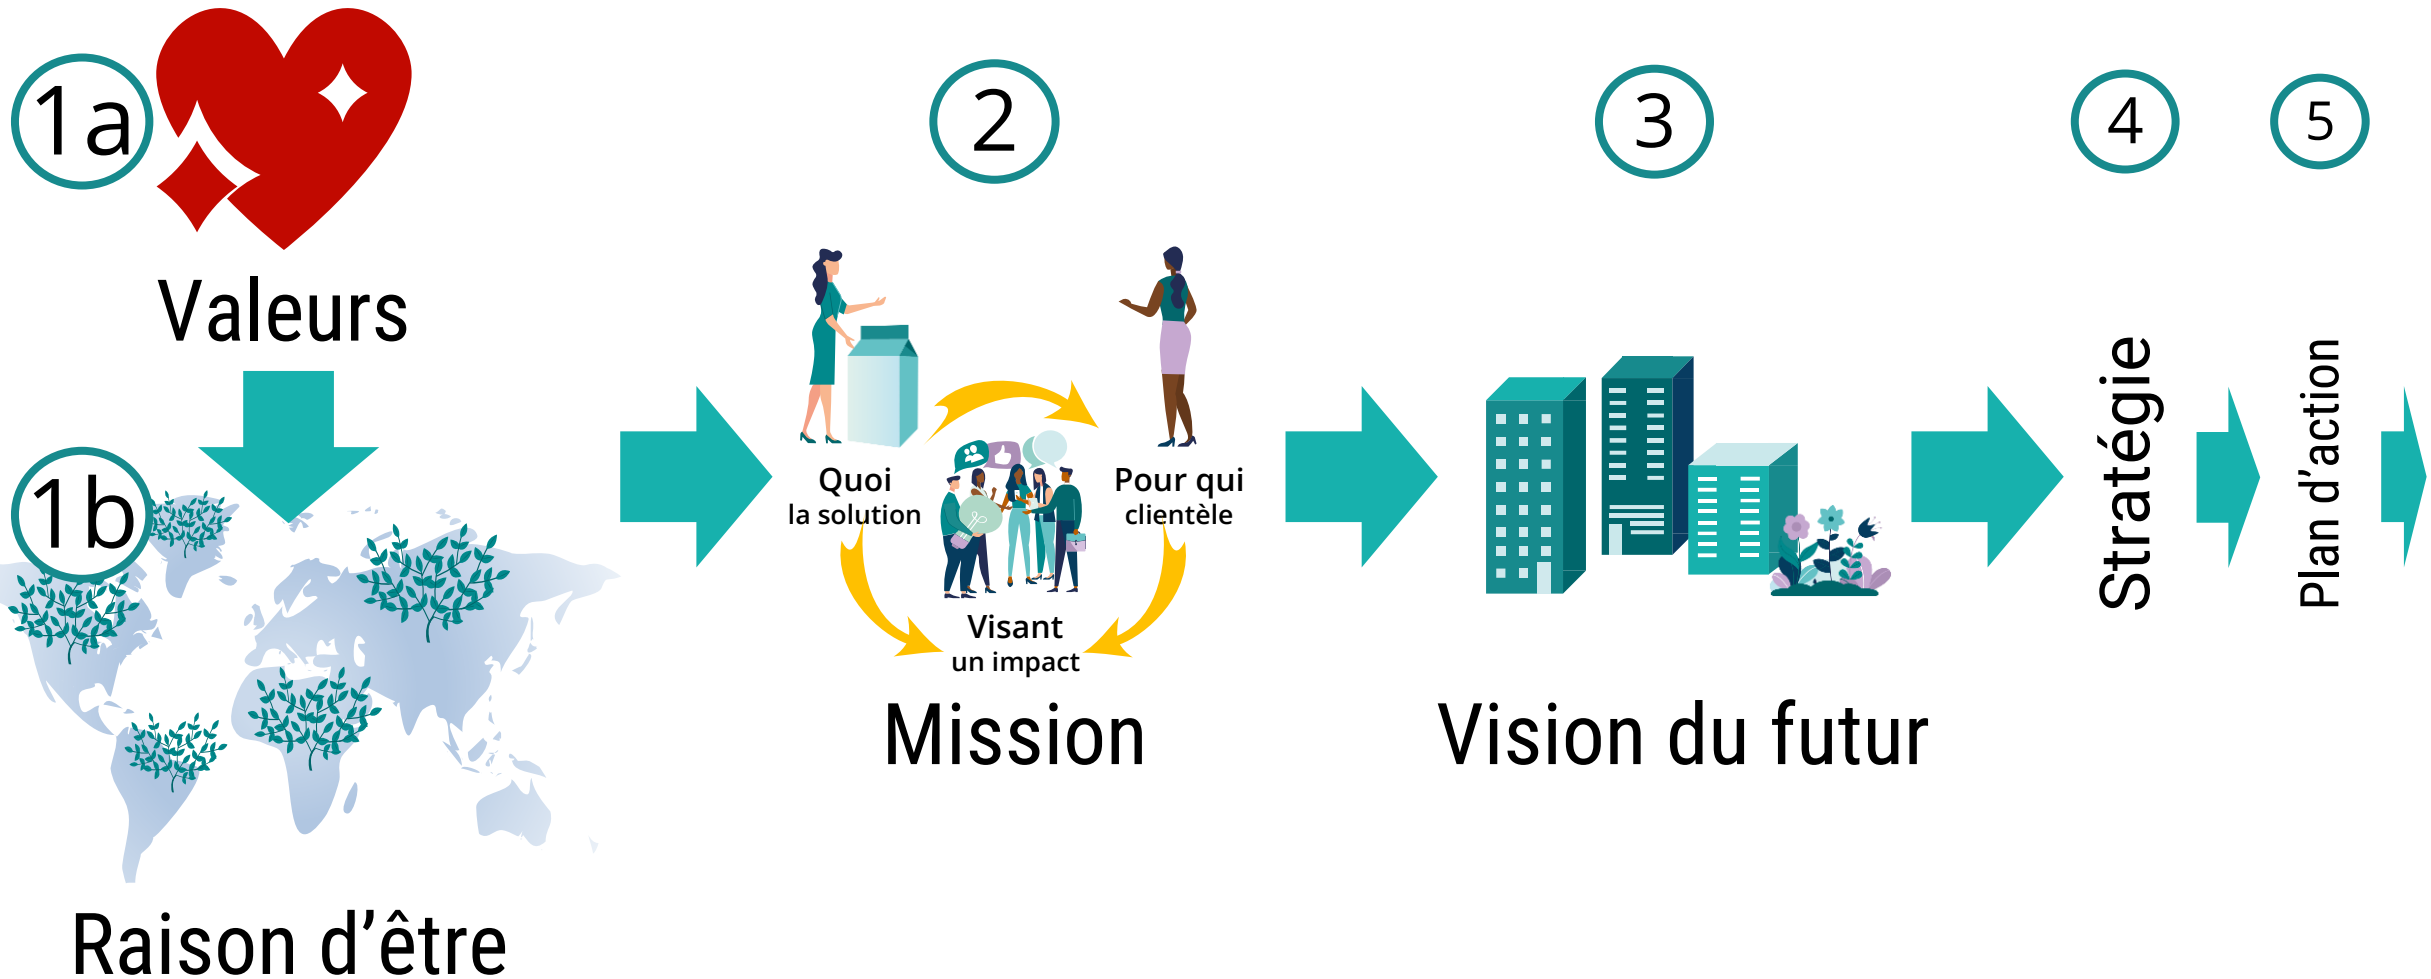 1a
Valeurs
1b
Raison d’être
2
Quoi
la solution
Pour qui
clientèle
Visant
un impact
Mission
3
Vision du futur
4
Stratégie
5
Plan d’action